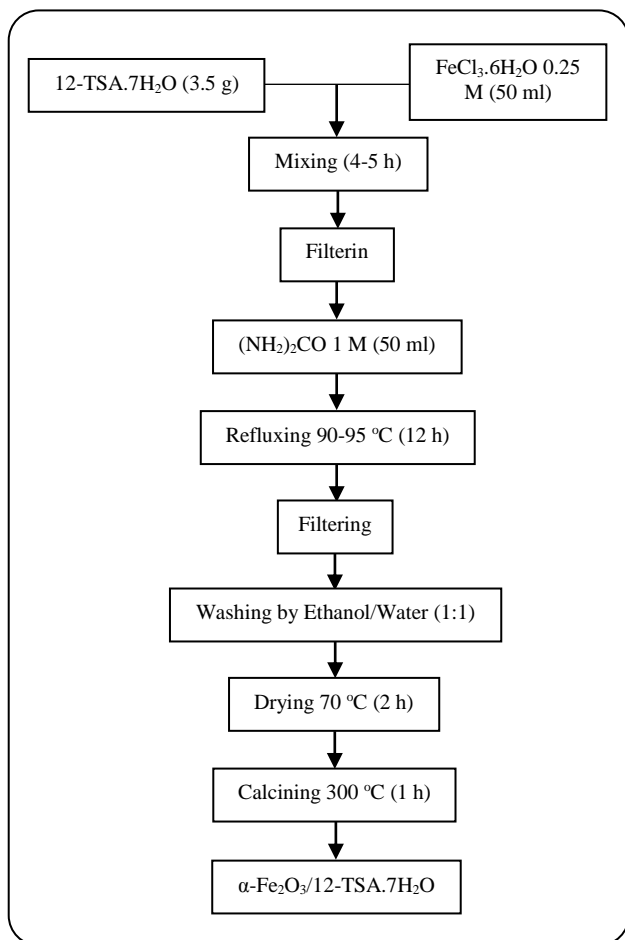 12-TSA.7H₂O (3.5 g)
FeCl₃.6H₂O 0.25
M (50 ml)
Mixing (4-5 h)
Filterin
(NH₂)₂CO 1 M (50 ml)
Refluxing 90-95 ºC (12 h)
Filtering
Washing by Ethanol/Water (1:1)
Drying 70 ºC (2 h)
Calcining 300 ºC (1 h)
α-Fe₂O₃/12-TSA.7H₂O